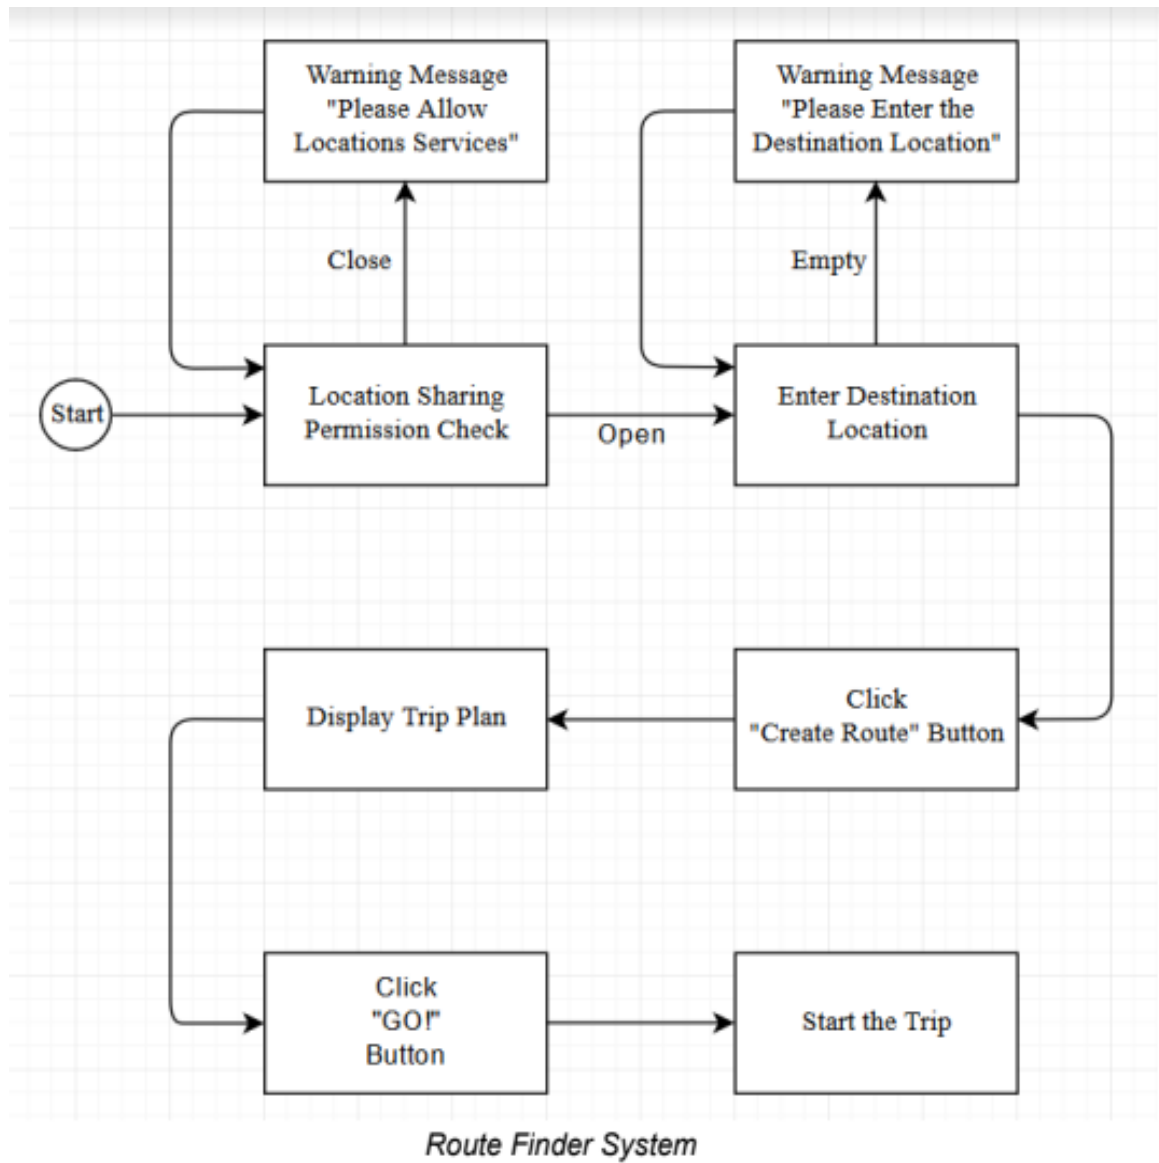 Warning Message
"Please Allow
Locations Services"
Warning Message
"Please Enter the
Destination Location"
Close
Empty
Start
Location Sharing
Permission Check
Open
Enter Destination
Location
Display Trip Plan
Click
"Create Route" Button
Click
"GO!"
Button
Start the Trip
Route Finder System